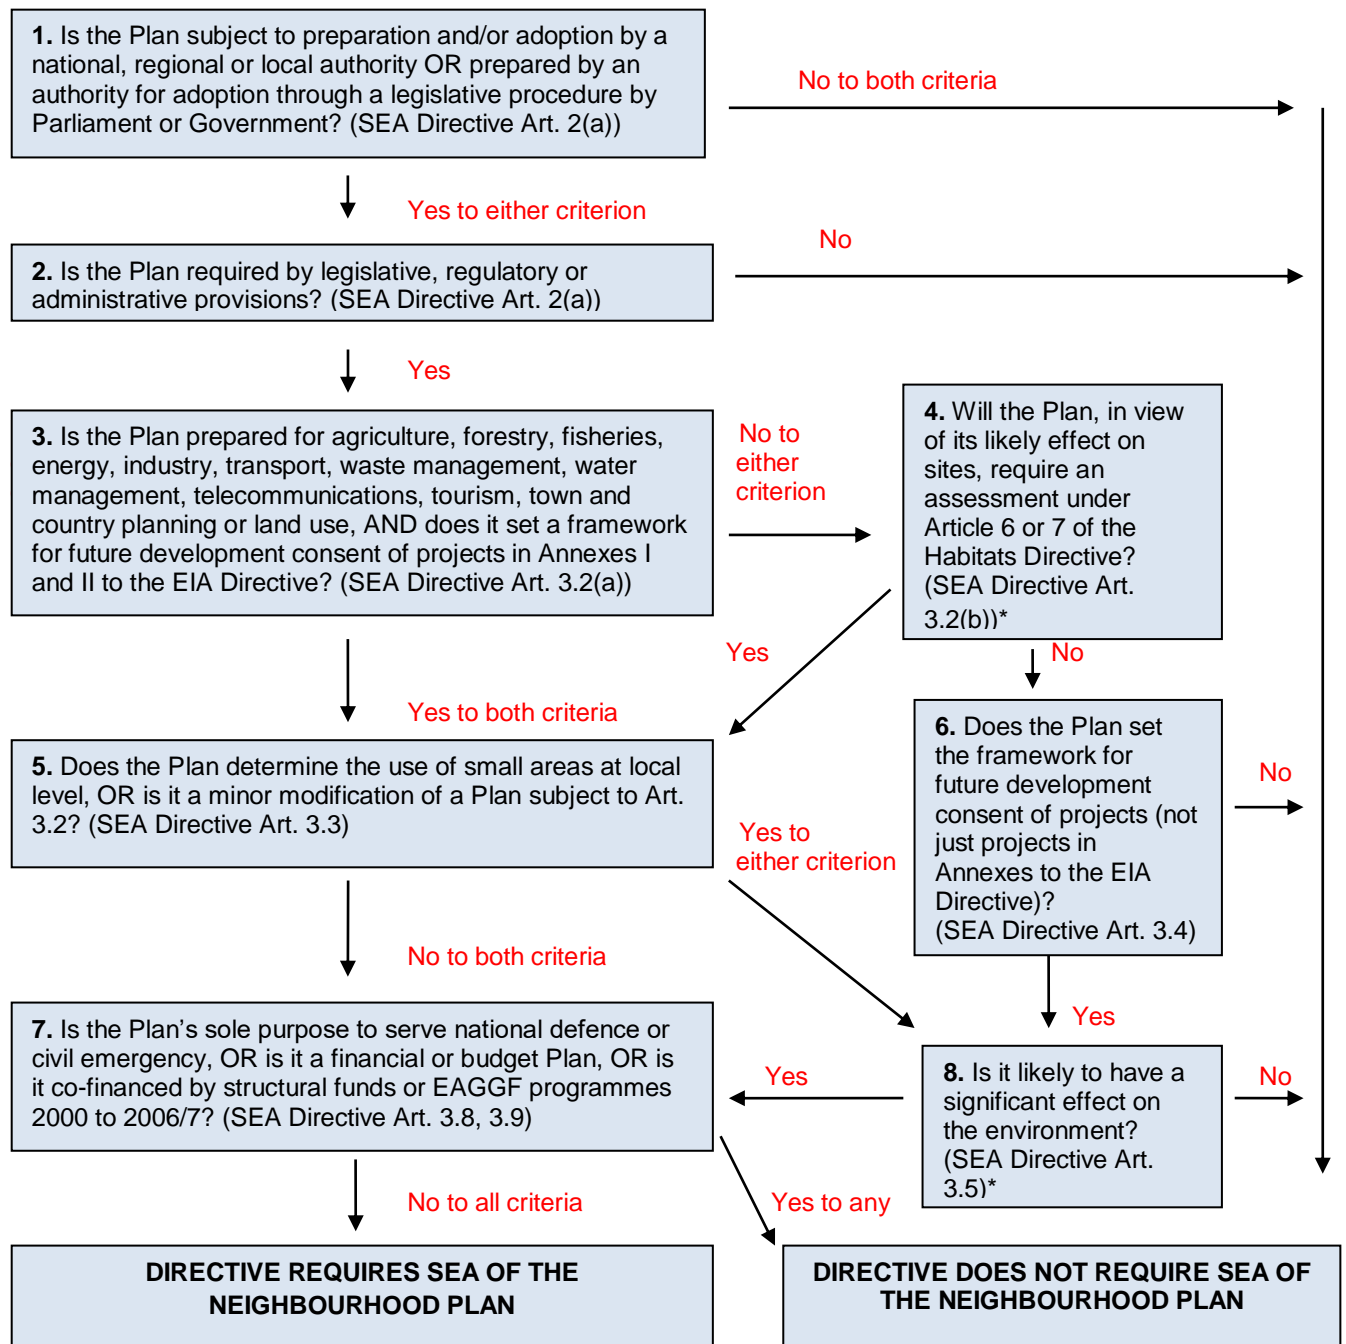 1. Is the Plan subject to preparation and/or adoption by a
national, regional or local authority OR prepared by an
authority for adoption through a legislative procedure by
Parliament or Government? (SEA Directive Art. 2(a))
No to both criteria
Yes to either criterion
No
2. Is the Plan required by legislative, regulatory or
administrative provisions? (SEA Directive Art. 2(a))
Yes
3. Is the Plan prepared for agriculture, forestry, fisheries,
energy, industry, transport, waste management, water
management, telecommunications, tourism, town and
country planning or land use, AND does it set a framework
for future development consent of projects in Annexes I
and II to the EIA Directive? (SEA Directive Art. 3.2(a))
No to
either
criterion
4. Will the Plan, in view
of its likely effect on
sites, require an
assessment under
Article 6 or 7 of the
Habitats Directive?
(SEA Directive Art.
3.2(b))*
Yes
No
Yes to both criteria
5. Does the Plan determine the use of small areas at local
level, OR is it a minor modification of a Plan subject to Art.
3.2? (SEA Directive Art. 3.3)
Yes to
either criterion
6. Does the Plan set
the framework for
future development
consent of projects (not
just projects in
Annexes to the EIA
Directive)?
(SEA Directive Art. 3.4)
No
No to both criteria
Yes
7. Is the Plan's sole purpose to serve national defence or
civil emergency, OR is it a financial or budget Plan, OR is
it co-financed by structural funds or EAGGF programmes
2000 to 2006/7? (SEA Directive Art. 3.8, 3.9)
Yes
8. Is it likely to have a
significant effect on
the environment?
(SEA Directive Art.
3.5)*
No
No to all criteria
Yes to any
DIRECTIVE REQUIRES SEA OF THE
NEIGHBOURHOOD PLAN
DIRECTIVE DOES NOT REQUIRE SEA OF
THE NEIGHBOURHOOD PLAN